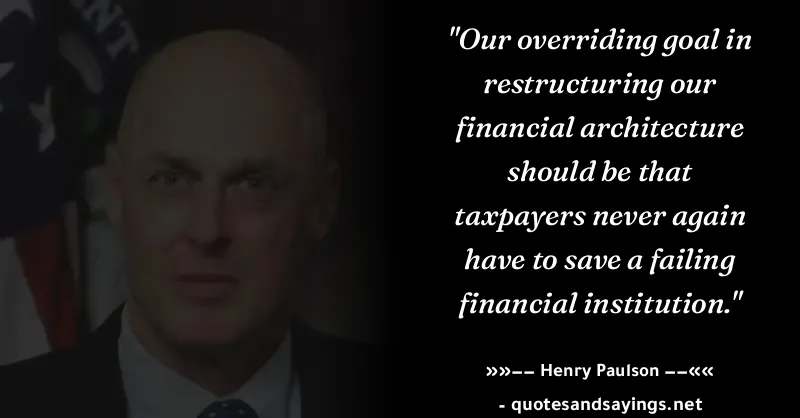 NT
"Our overriding goal in
restructuring our
financial architecture
should be that
taxpayers never again
have to save a failing
financial institution."
»»–– Henry Paulson ––««
- quotesandsayings.net